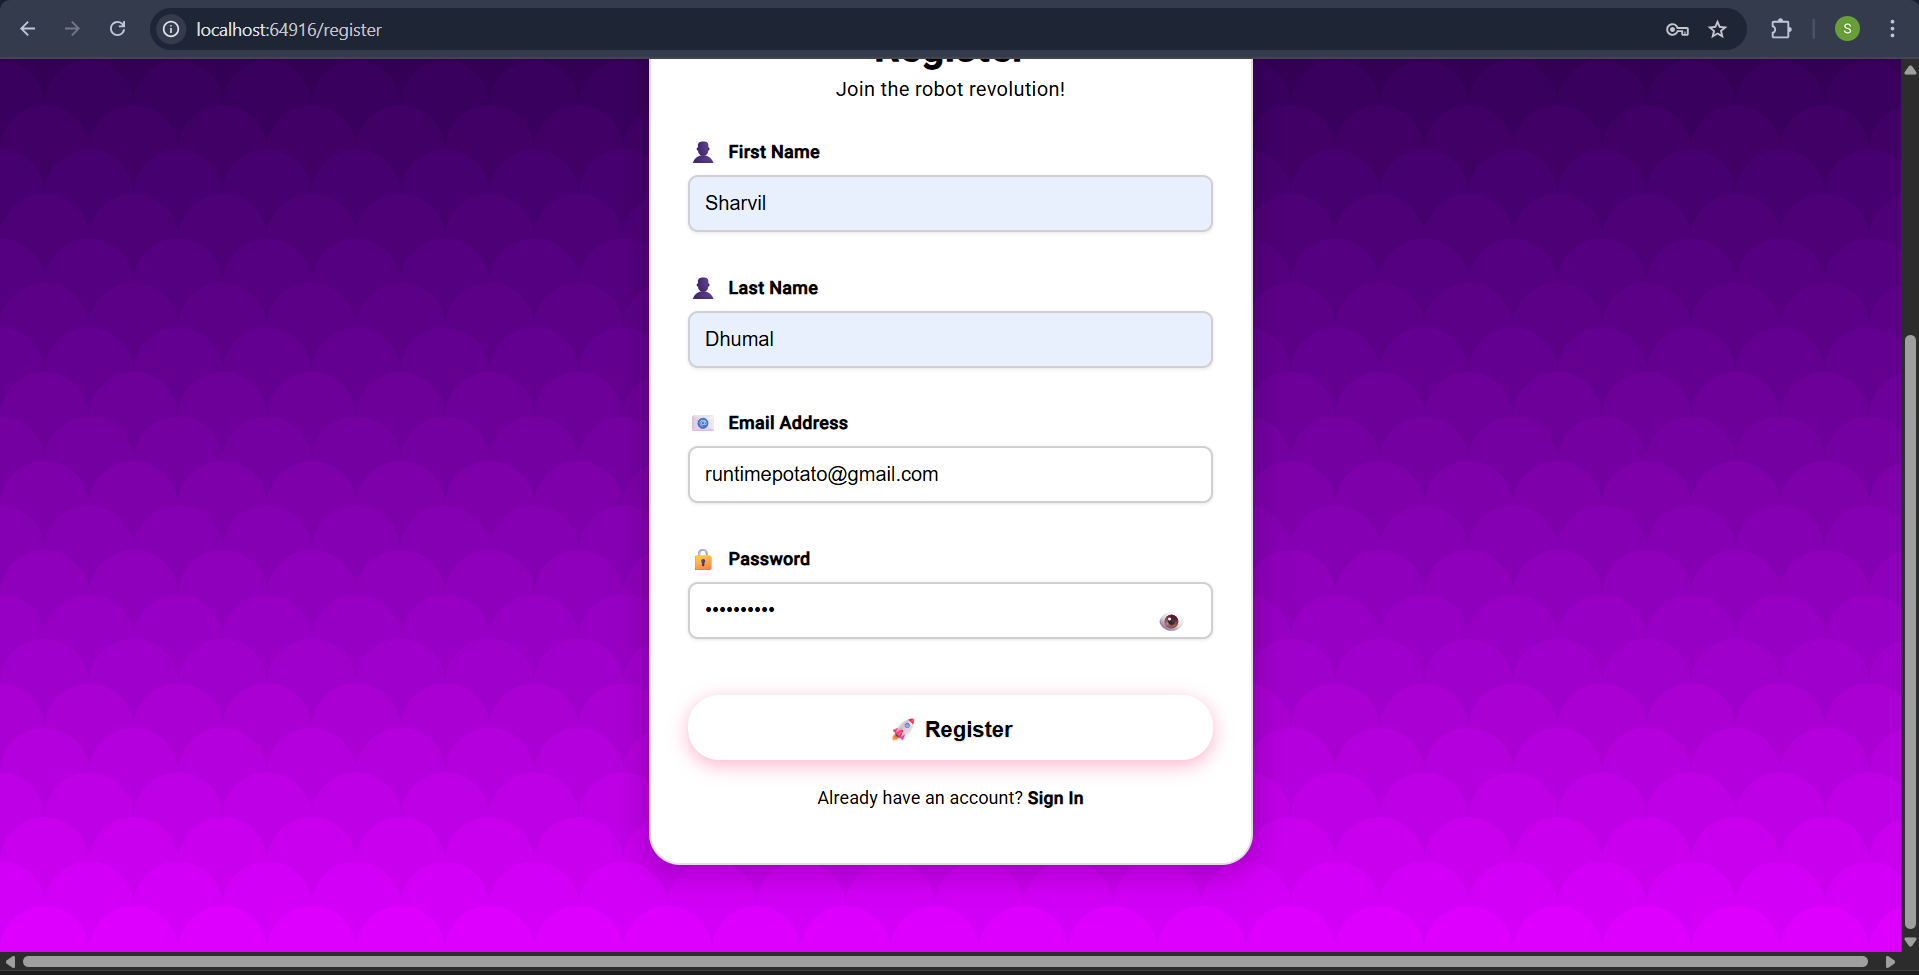 localhost:64916/register
S
Register
Join the robot revolution!
First Name
Sharvil
Last Name
Dhumal
Email Address
runtimepotato@gmail.com
Password
••••••••••
Register
Already have an account? Sign In